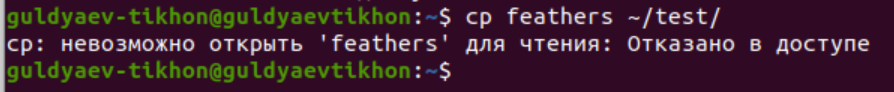 guldyaev-tikhon@guldyaevtikhon:~$ cp feathers ~/test/
cp: невозможно открыть 'feathers' для чтения: Отказано в доступе
guldyaev-tikhon@guldyaevtikhon:~$